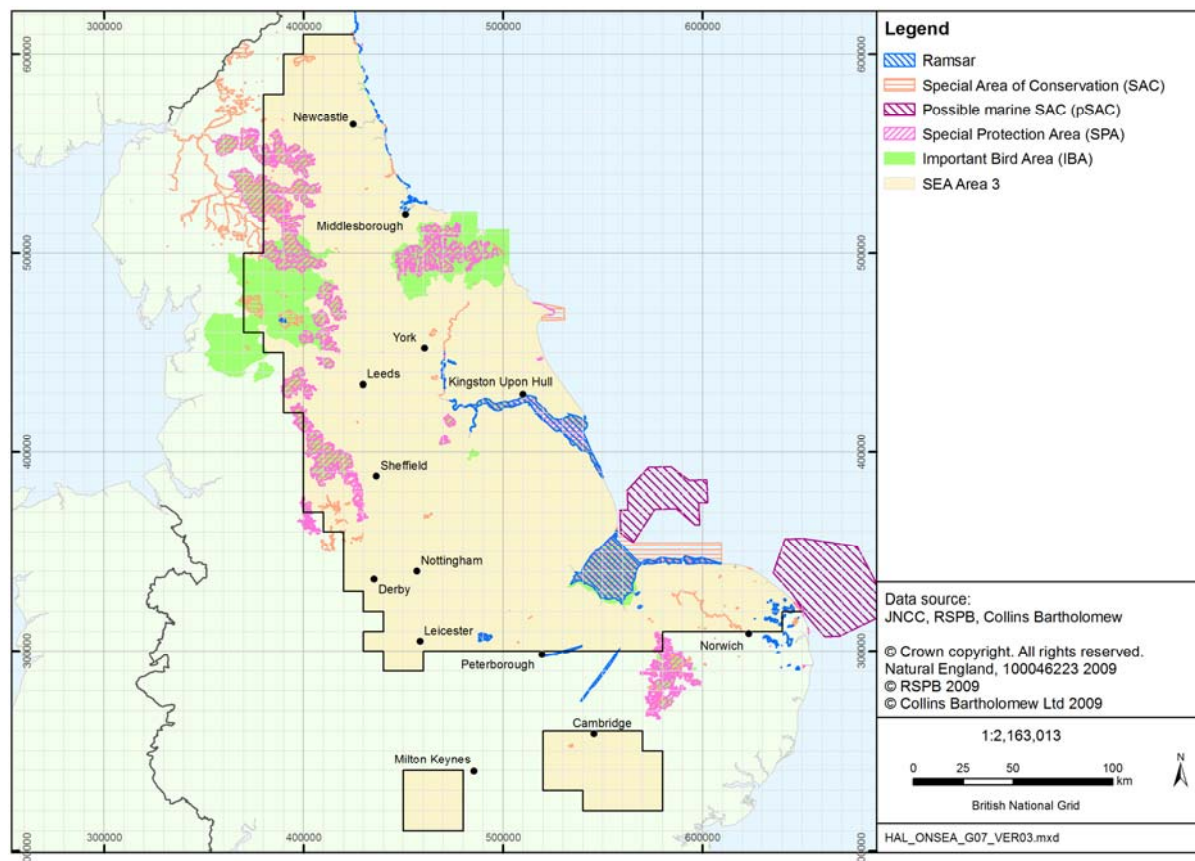 300000 400000 500000 600000
600000
600000
500000
500000
400000
400000
300000
300000
300000 400000 500000 600000
Newcastle
Middlesborough
York
Leeds
Kingston Upon Hull
Sheffield
Nottingham
Derby
Leicester
Peterborough
Norwich
Cambridge
Milton Keynes
Legend
Ramsar
Special Area of Conservation (SAC)
Possible marine SAC (pSAC)
Special Protection Area (SPA)
Important Bird Area (IBA)
SEA Area 3
Data source:
JNCC, RSPB, Collins Bartholomew
© Crown copyright. All rights reserved.
Natural England, 100046223 2009
© RSPB 2009
© Collins Bartholomew Ltd 2009
1:2,163,013
N
0 25 50 100
km
British National Grid
HAL_ONSEA_G07_VER03.mxd